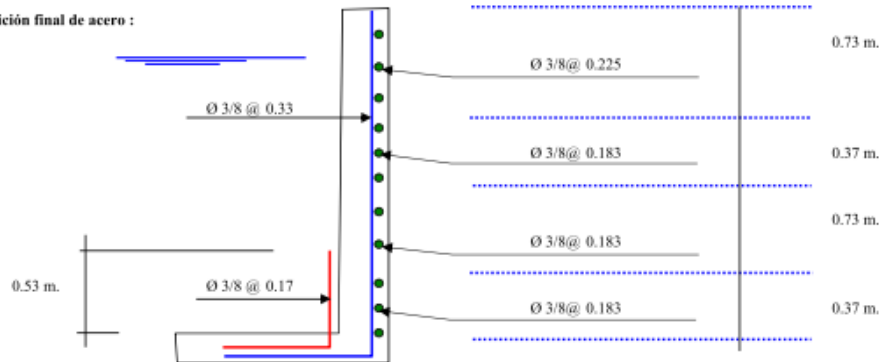 ición final de acero :
0.73 m.
Ø 3/8@ 0.225
Ø 3/8 @ 0.33
Ø 3/8@ 0.183
0.37 m.
0.73 m.
Ø 3/8@ 0.183
0.53 m.
Ø 3/8 @ 0.17
Ø 3/8@ 0.183
0.37 m.